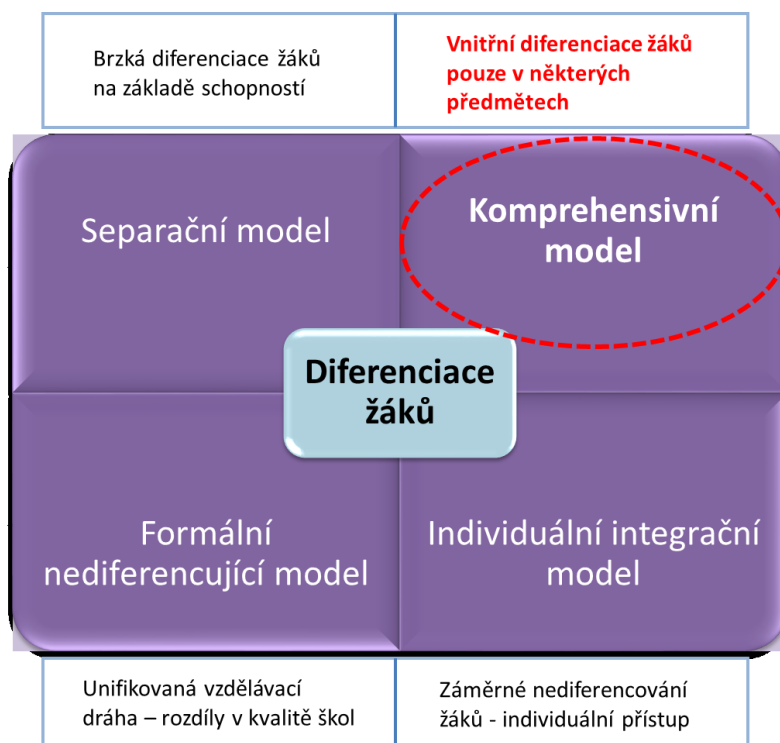 Brzká diferenciace žáků
na základě schopností
Vnitřní diferenciace žáků
pouze v některých
předmětech
Separační model
Komprehensivní
model
Diferenciace
žáků
Formální
nediferencující model
Individuální integrační
model
Unifikovaná vzdělávací
dráha – rozdíly v kvalitě škol
Záměrné nediferencování
žáků - individuální přístup